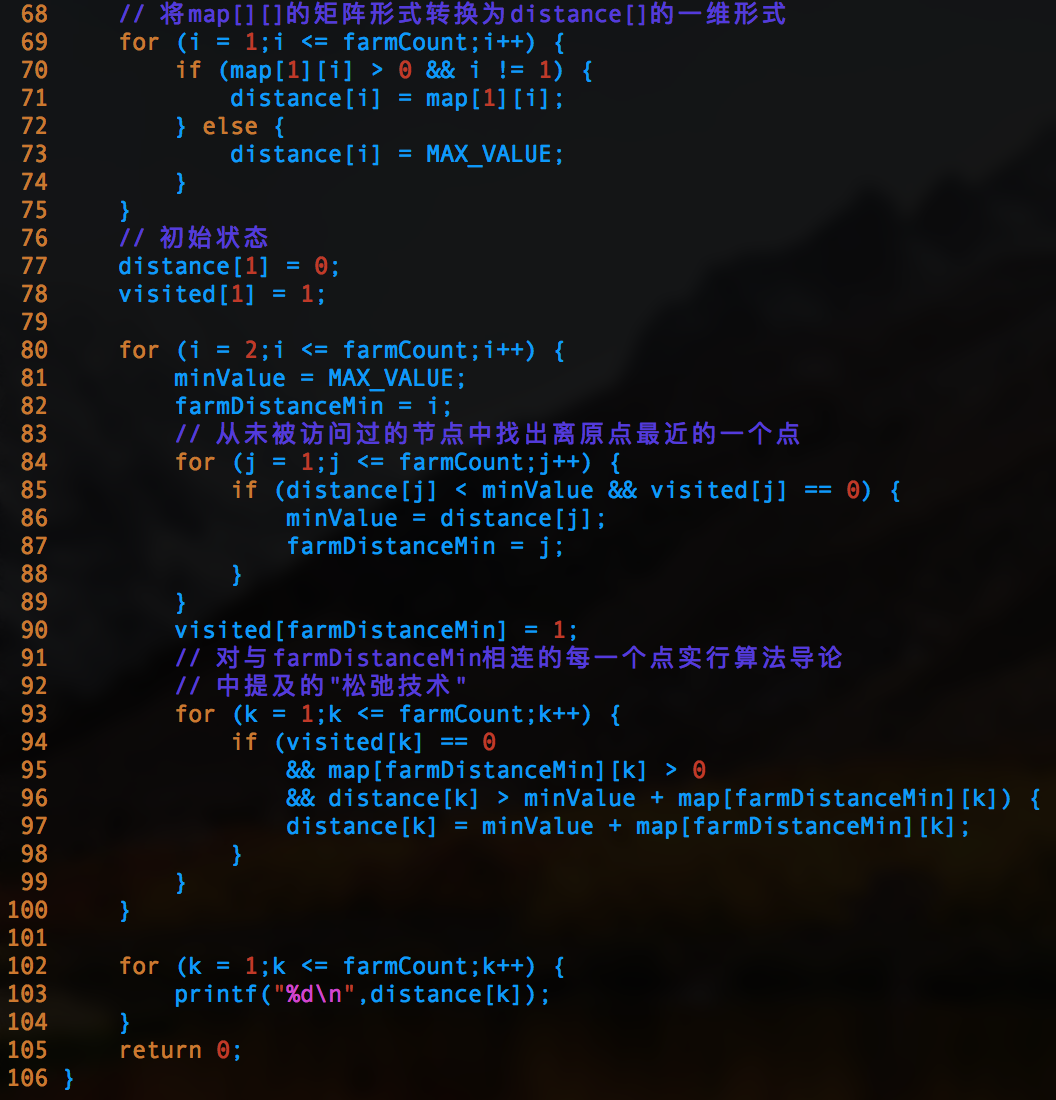 68     // 将map[][]的矩阵形式转换为distance[]的一维形式
69     for (i = 1;i <= farmCount;i++) {
70         if (map[1][i] > 0 && i != 1) {
71             distance[i] = map[1][i];
72         } else {
73             distance[i] = MAX_VALUE;
74         }
75     }
76     // 初始状态
77     distance[1] = 0;
78     visited[1] = 1;
79
80     for (i = 2;i <= farmCount;i++) {
81         minValue = MAX_VALUE;
82         farmDistanceMin = i;
83         // 从未被访问过的节点中找出离原点最近的一个点
84         for (j = 1;j <= farmCount;j++) {
85             if (distance[j] < minValue && visited[j] == 0) {
86                 minValue = distance[j];
87                 farmDistanceMin = j;
88             }
89         }
90         visited[farmDistanceMin] = 1;
91         // 对与farmDistanceMin相连的每一个点实行算法导论
92         // 中提及的"松弛技术"
93         for (k = 1;k <= farmCount;k++) {
94             if (visited[k] == 0
95                 && map[farmDistanceMin][k] > 0
96                 && distance[k] > minValue + map[farmDistanceMin][k]) {
97                 distance[k] = minValue + map[farmDistanceMin][k];
98             }
99         }
100     }
101
102     for (k = 1;k <= farmCount;k++) {
103         printf("%d\n",distance[k]);
104     }
105     return 0;
106 }